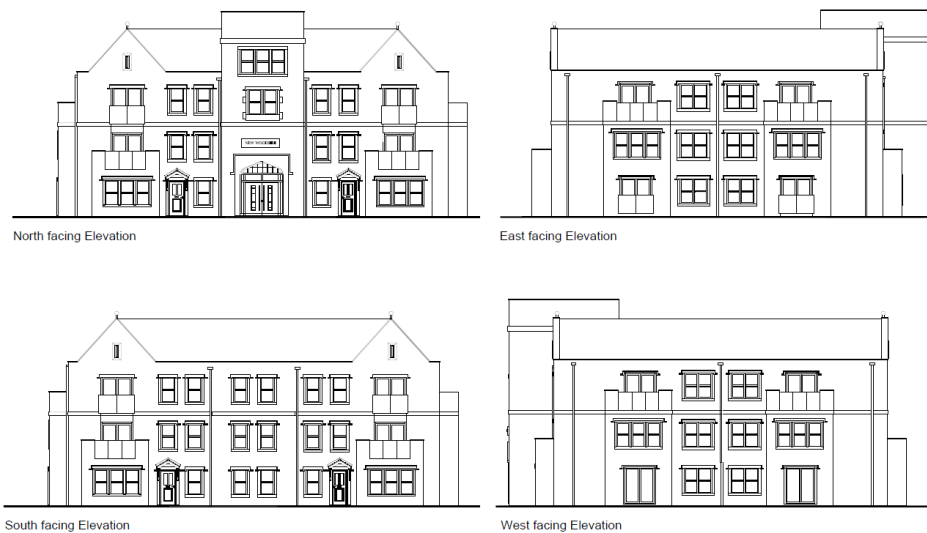 North facing Elevation
East facing Elevation
South facing Elevation
West facing Elevation